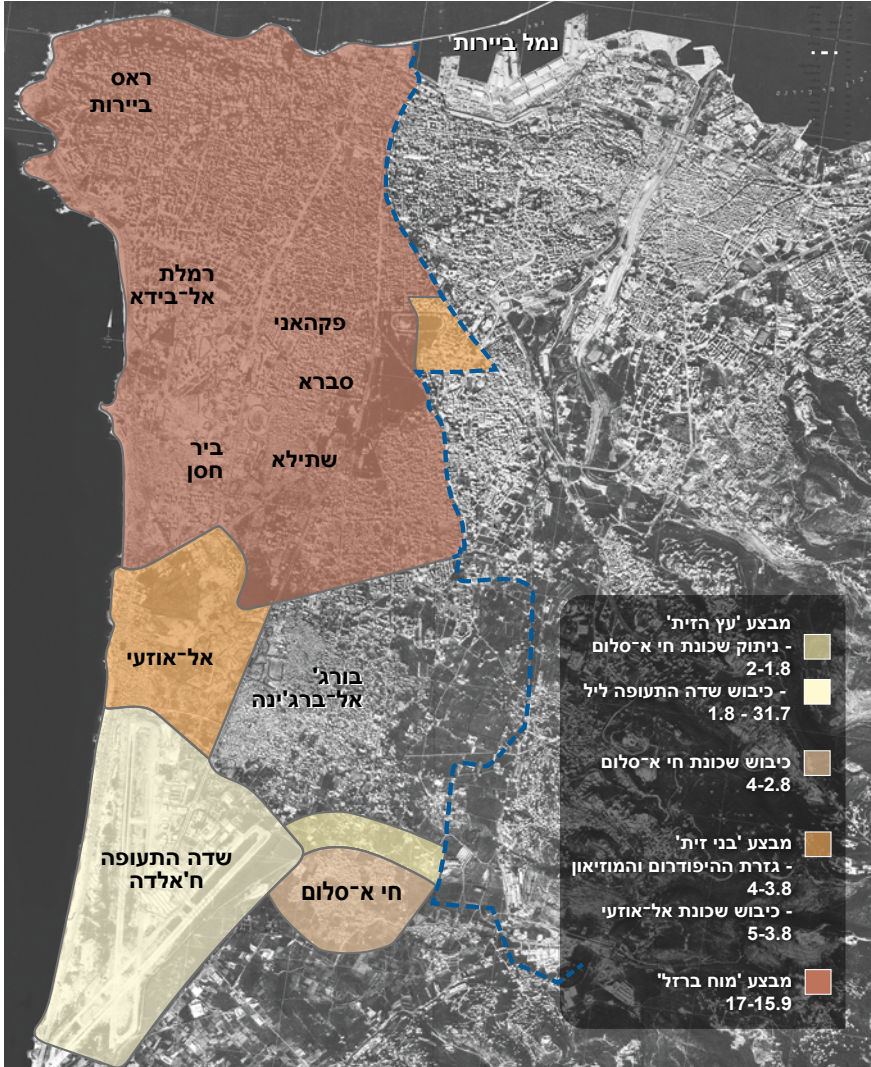 נמל ביירות
ראס
ביירות
רמלת
אל־בידא
פקהאני
סברא
ביר
חסן
שתילא
אל־אוזעי
בורג'
אל־ברג'ינה
שדה התעופה
ח'אלדה
חי א־סלום
מבצע 'עץ הזית'
- ניתוק שכונת חי א־סלום
2-1.8
- כיבוש שדה התעופה ליל
1.8 - 31.7
כיבוש שכונת חי א־סלום
4-2.8
מבצע 'בני זית'
- גזרת ההיפודרום והמוזיאון
4-3.8
- כיבוש שכונת אל־אוזעי
5-3.8
מבצע 'מוח ברזל'
17-15.9